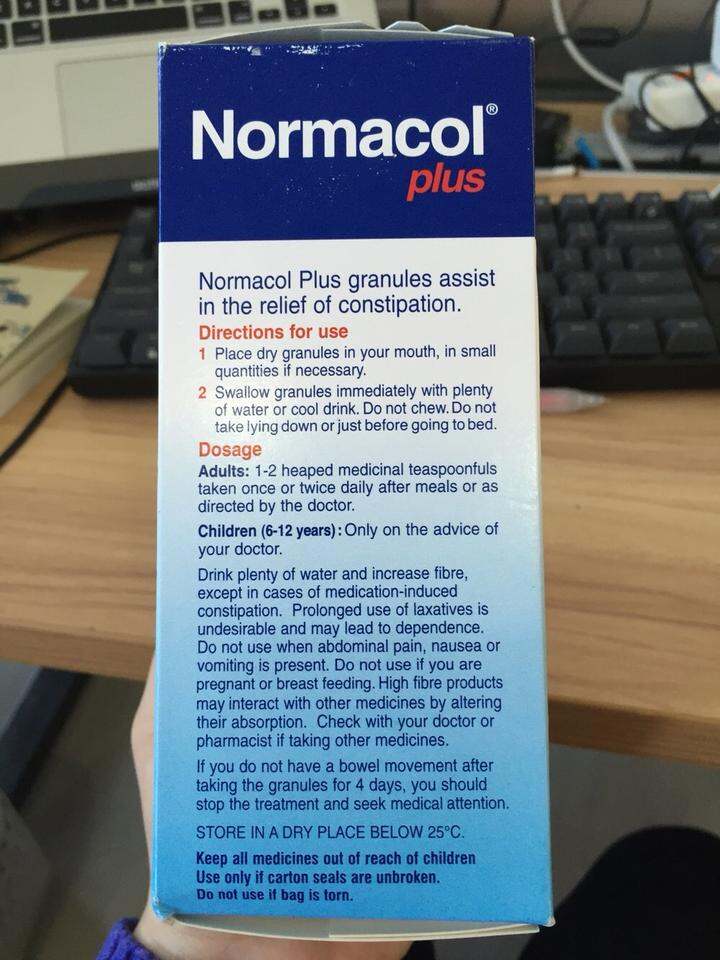 Normacol®
plus
Normacol Plus granules assist
in the relief of constipation.
Directions for use
1 Place dry granules in your mouth, in small
quantities if necessary.
2 Swallow granules immediately with plenty
of water or cool drink. Do not chew. Do not
take lying down or just before going to bed.
Dosage
Adults: 1-2 heaped medicinal teaspoonfuls
taken once or twice daily after meals or as
directed by the doctor.
Children (6-12 years): Only on the advice of
your doctor.
Drink plenty of water and increase fibre,
except in cases of medication-induced
constipation. Prolonged use of laxatives is
undesirable and may lead to dependence.
Do not use when abdominal pain, nausea or
vomiting is present. Do not use if you are
pregnant or breast feeding. High fibre products
may interact with other medicines by altering
their absorption. Check with your doctor or
pharmacist if taking other medicines.
If you do not have a bowel movement after
taking the granules for 4 days, you should
stop the treatment and seek medical attention.
STORE IN A DRY PLACE BELOW 25°C.
Keep all medicines out of reach of children
Use only if carton seals are unbroken.
Do not use if bag is torn.